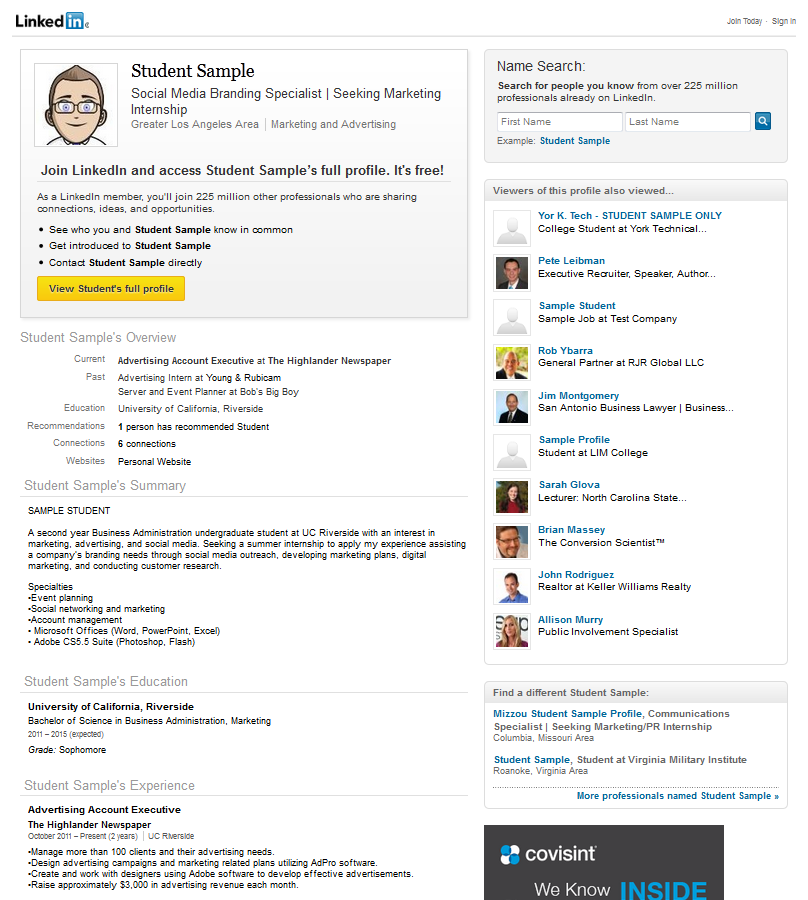 Linked in
Join Today · Sign In
Student Sample
Social Media Branding Specialist | Seeking Marketing
Internship
Greater Los Angeles Area | Marketing and Advertising
Join LinkedIn and access Student Sample's full profile. It's free!
As a LinkedIn member, you'll join 225 million other professionals who are sharing
connections, ideas, and opportunities.
• See who you and Student Sample know in common
• Get introduced to Student Sample
• Contact Student Sample directly
View Student's full profile
Student Sample's Overview
Current Advertising Account Executive at The Highlander Newspaper
Past Advertising Intern at Young & Rubicam
Server and Event Planner at Bob's Big Boy
Education University of California, Riverside
Recommendations 1 person has recommended Student
Connections 6 connections
Websites Personal Website
Student Sample's Summary
SAMPLE STUDENT
A second year Business Administration undergraduate student at UC Riverside with an interest in
marketing, advertising, and social media. Seeking a summer internship to apply my experience assisting
a company's branding needs through social media outreach, developing marketing plans, digital
marketing, and conducting customer research.
Specialties
•Event planning
•Social networking and marketing
•Account management
• Microsoft Offices (Word, PowerPoint, Excel)
• Adobe CS5.5 Suite (Photoshop, Flash)
Student Sample's Education
University of California, Riverside
Bachelor of Science in Business Administration, Marketing
2011 – 2015 (expected)
Grade: Sophomore
Student Sample's Experience
Advertising Account Executive
The Highlander Newspaper
October 2011 – Present (2 years) | UC Riverside
•Manage more than 100 clients and their advertising needs.
•Design advertising campaigns and marketing related plans utilizing AdPro software.
•Create and work with designers using Adobe software to develop effective advertisements.
•Raise approximately $3,000 in advertising revenue each month.
Name Search:
Search for people you know from over 225 million
professionals already on LinkedIn.
First Name Last Name
Example: Student Sample
Viewers of this profile also viewed...
Yor K. Tech - STUDENT SAMPLE ONLY
College Student at York Technical...
Pete Leibman
Executive Recruiter, Speaker, Author...
Sample Student
Sample Job at Test Company
Rob Ybarra
General Partner at RJR Global LLC
Jim Montgomery
San Antonio Business Lawyer | Business...
Sample Profile
Student at LIM College
Sarah Glova
Lecturer: North Carolina State...
Brian Massey
The Conversion Scientist™
John Rodriguez
Realtor at Keller Williams Realty
Allison Murry
Public Involvement Specialist
Find a different Student Sample:
Mizzou Student Sample Profile, Communications
Specialist | Seeking Marketing/PR Internship
Columbia, Missouri Area
Student Sample, Student at Virginia Military Institute
Roanoke, Virginia Area
More professionals named Student Sample »
covisint
We Know INSIDE